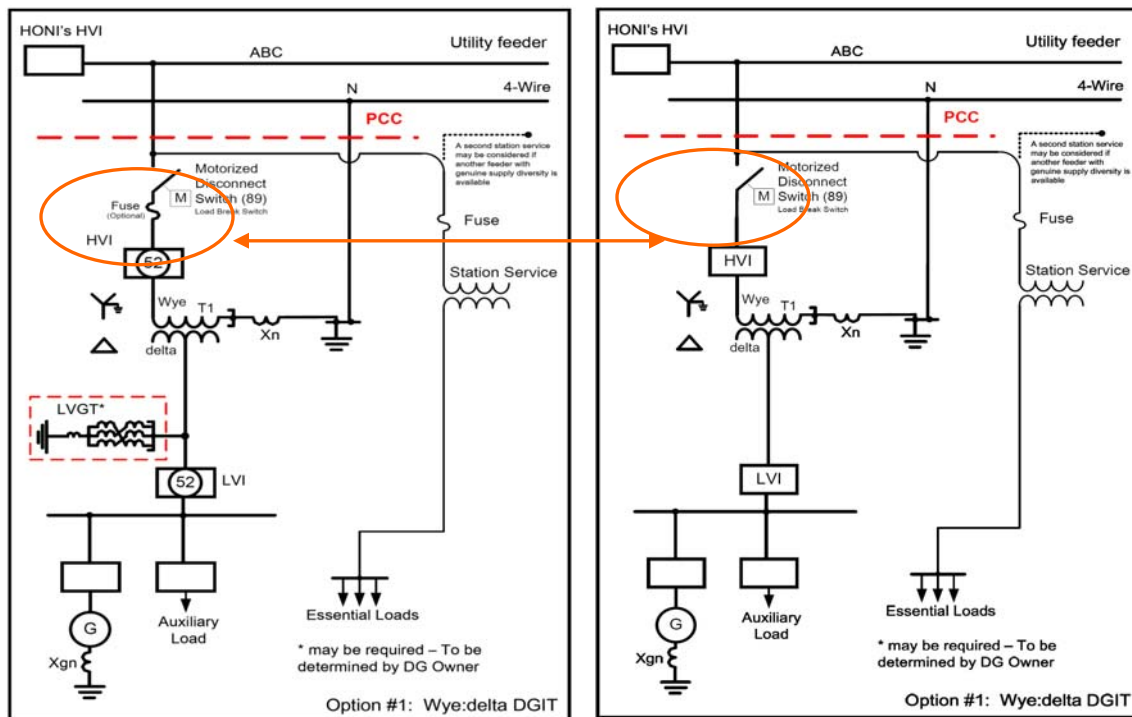 HONI's HVI
ABC
Utility feeder
N
4-Wire
PCC
A second station service
may be considered if
another feeder with
genuine supply diversity is
available
Motorized
Disconnect
Switch (89)
Load Break Switch
M
Fuse
(Optional)
Fuse
HVI
52
Station Service
Wye
T1
Xn
delta
LVGT*
52
LVI
Essential Loads
Auxiliary
Load
G
Xgn
* may be required – To be
determined by DG Owner
Option #1: Wye:delta DGIT
HONI's HVI
ABC
Utility feeder
N
4-Wire
PCC
A second station service
may be considered if
another feeder with
genuine supply diversity is
available
Motorized
Disconnect
Switch (89)
Load Break Switch
M
Fuse
HVI
Station Service
Wye
T1
Xn
delta
LVI
Essential Loads
Auxiliary
Load
G
Xgn
* may be required – To be
determined by DG Owner
Option #1: Wye:delta DGIT